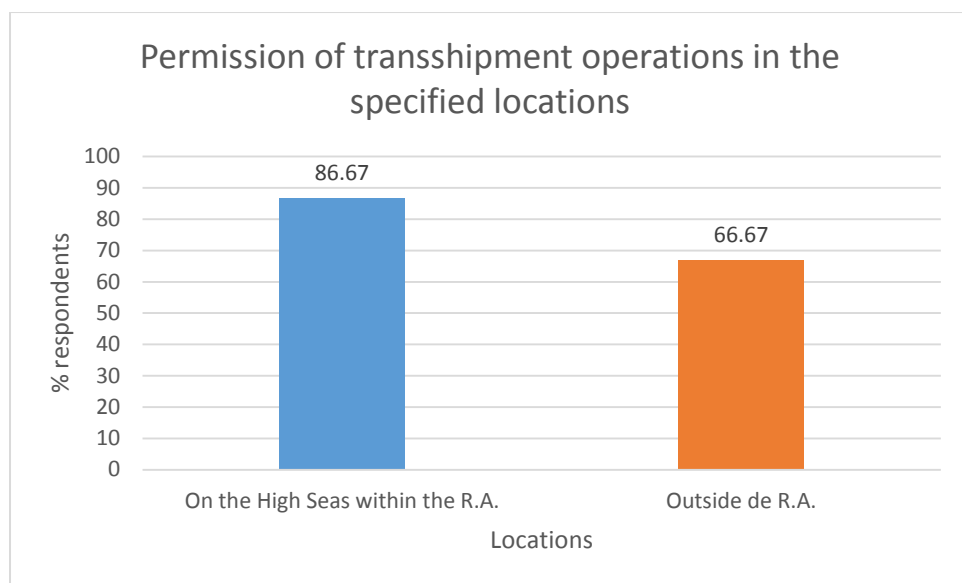 Permission of transshipment operations in the
specified locations
100
90
80
70
60
50
40
30
20
10
0
% respondents
86.67
66.67
On the High Seas within the R.A.
Outside de R.A.
Locations